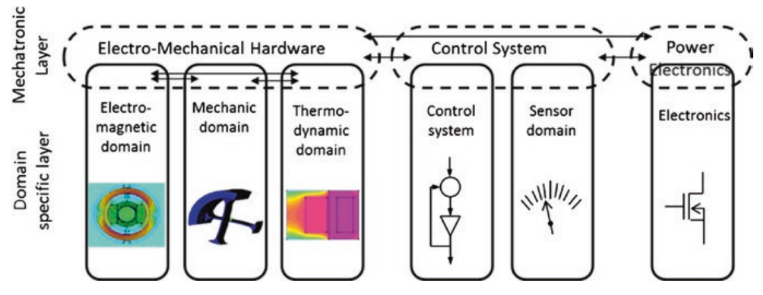 Mechatronic
Layer
Electro-Mechanical Hardware
Control System
Power
Electronics
Domain
specific layer
Electro-
magnetic
domain
Mechanic
domain
Thermo-
dynamic
domain
Control
system
Sensor
domain
Electronics